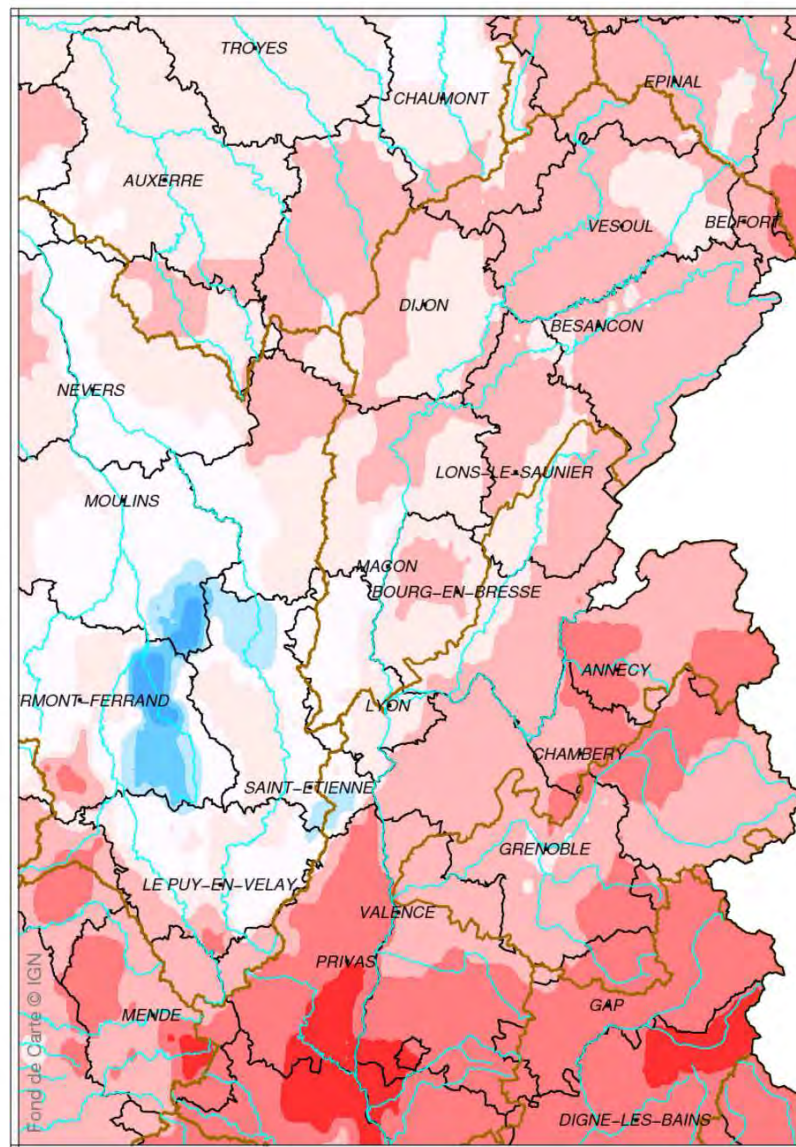 TROYES
EPINAL
CHAUMONT
AUXERRE
VESOUL
BELFORT
DIJON
BESANCON
NEVERS
LONS-LE-SAUNIER
MOULINS
MACON
BOURG-EN-BRESSE
ANNECY
RMONT-FERRAND
LYON
CHAMBERY
SAINT-ETIENNE
GRENOBLE
LE PUY-EN-VELAY
VALENCE
PRIVAS
GAP
MENDE
DIGNE-LES-BAINS
Fond de Carte © IGN